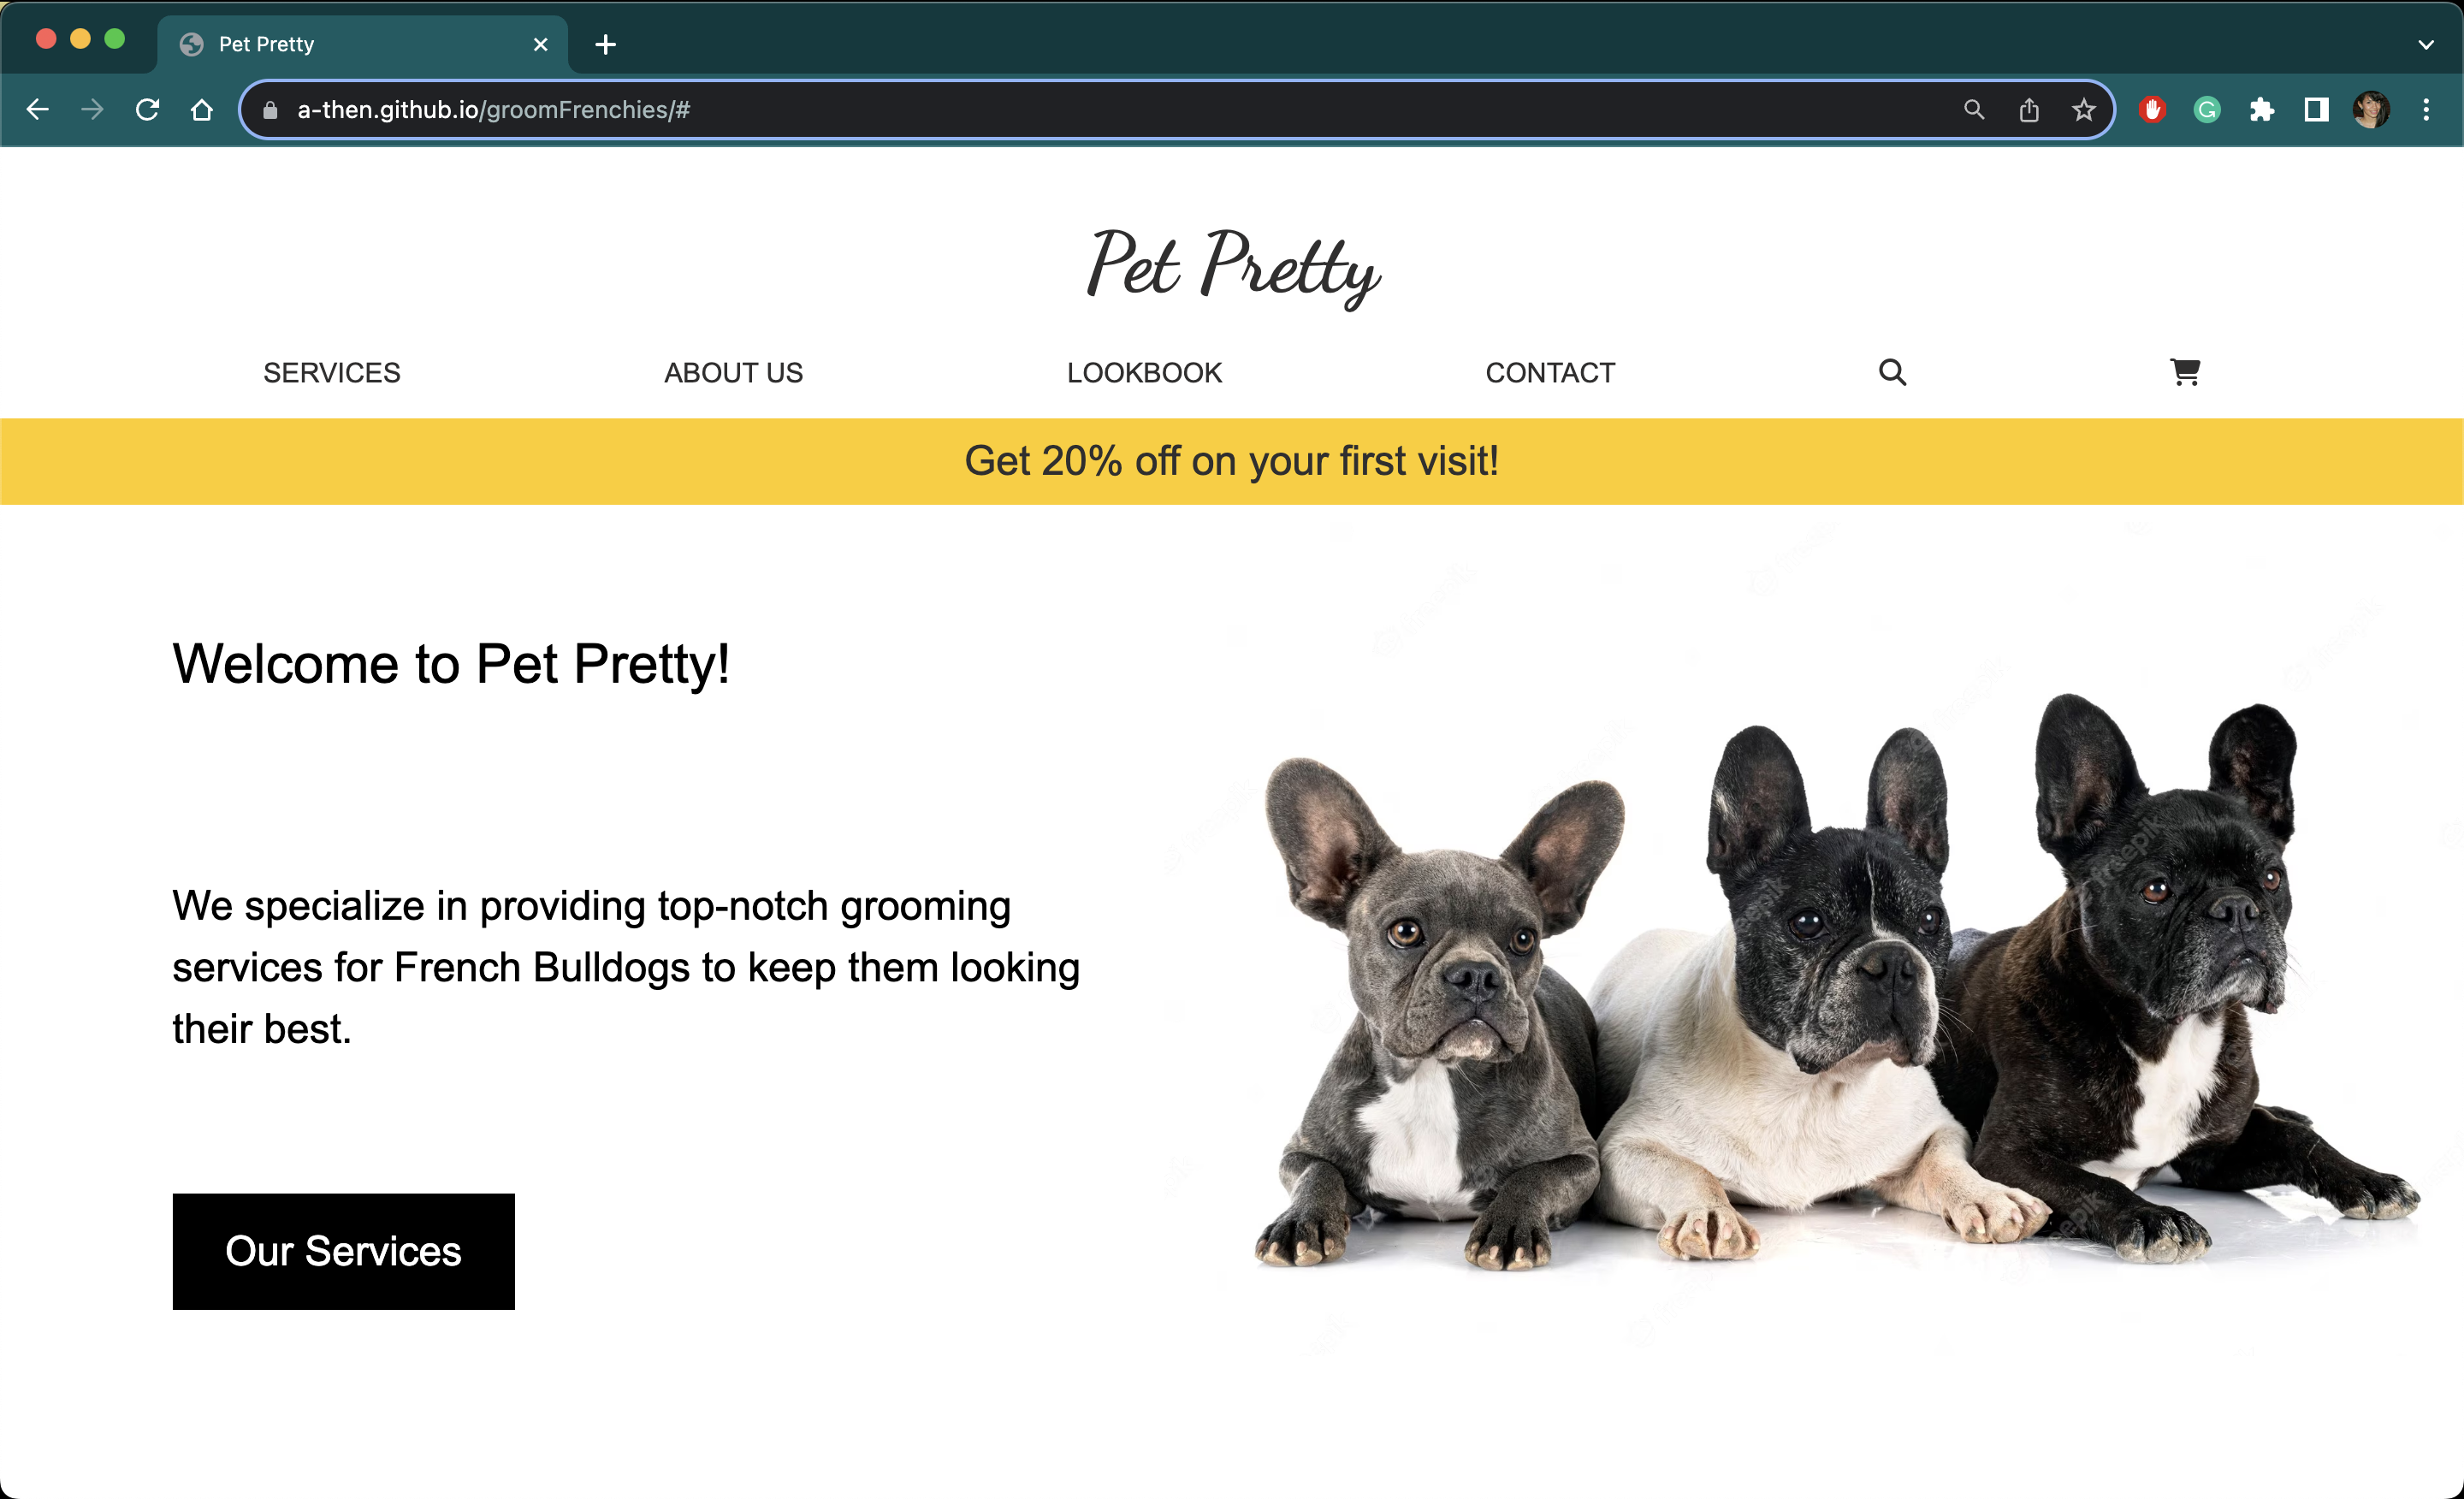 Pet Pretty
a-then.github.io/groomFrenchies/#
Pet Pretty
SERVICES ABOUT US LOOKBOOK CONTACT
Get 20% off on your first visit!
Welcome to Pet Pretty!
We specialize in providing top-notch grooming
services for French Bulldogs to keep them looking
their best.
Our Services
freepik